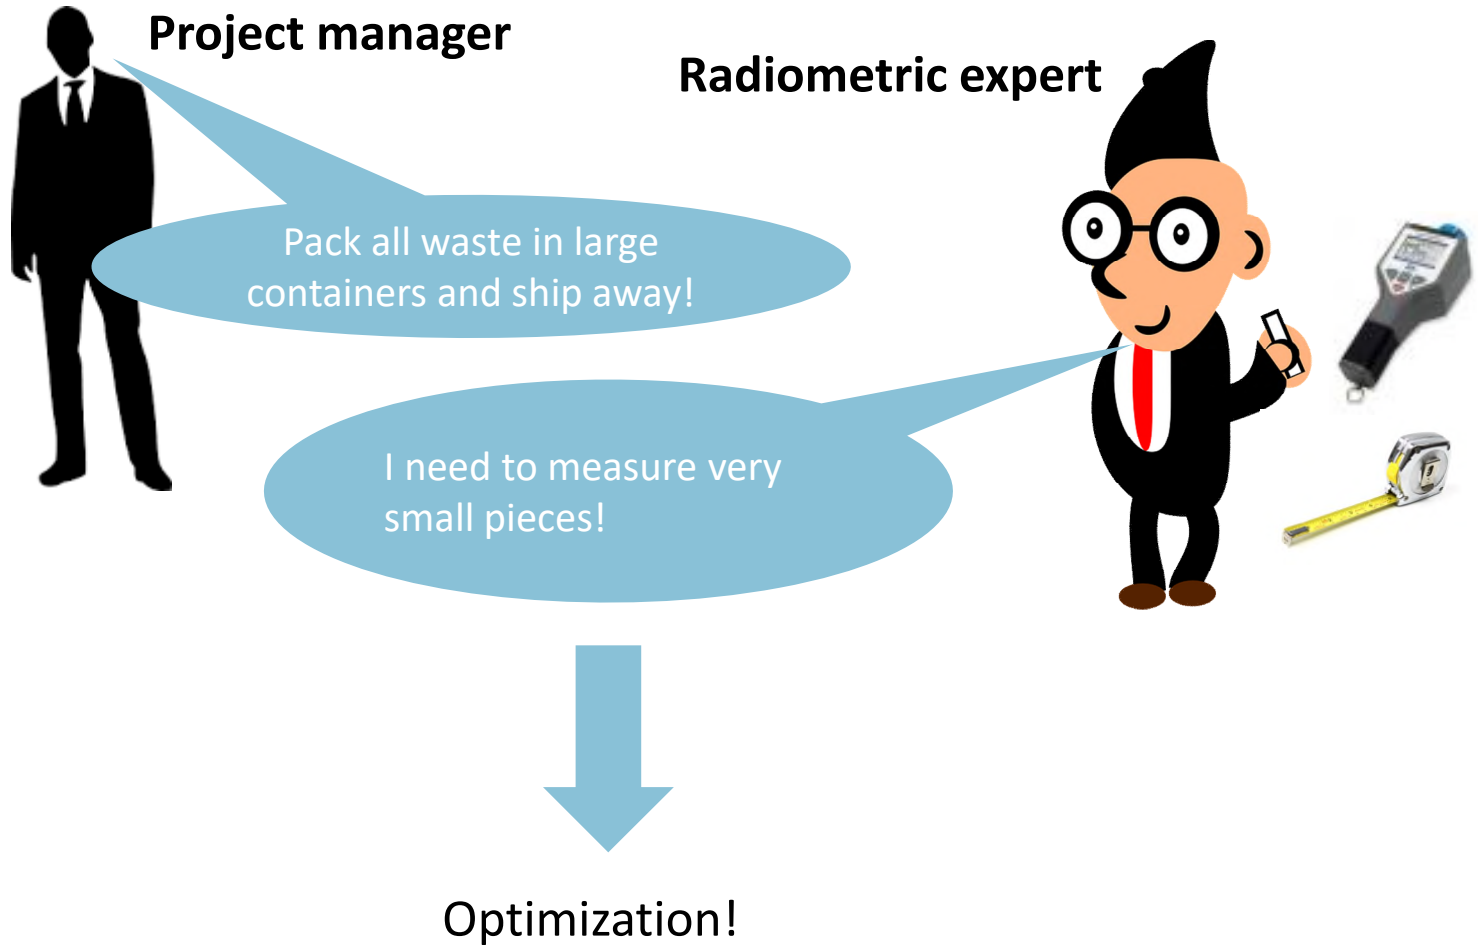 Project manager
Radiometric expert
Pack all waste in large
containers and ship away!
I need to measure very
small pieces!
Optimization!